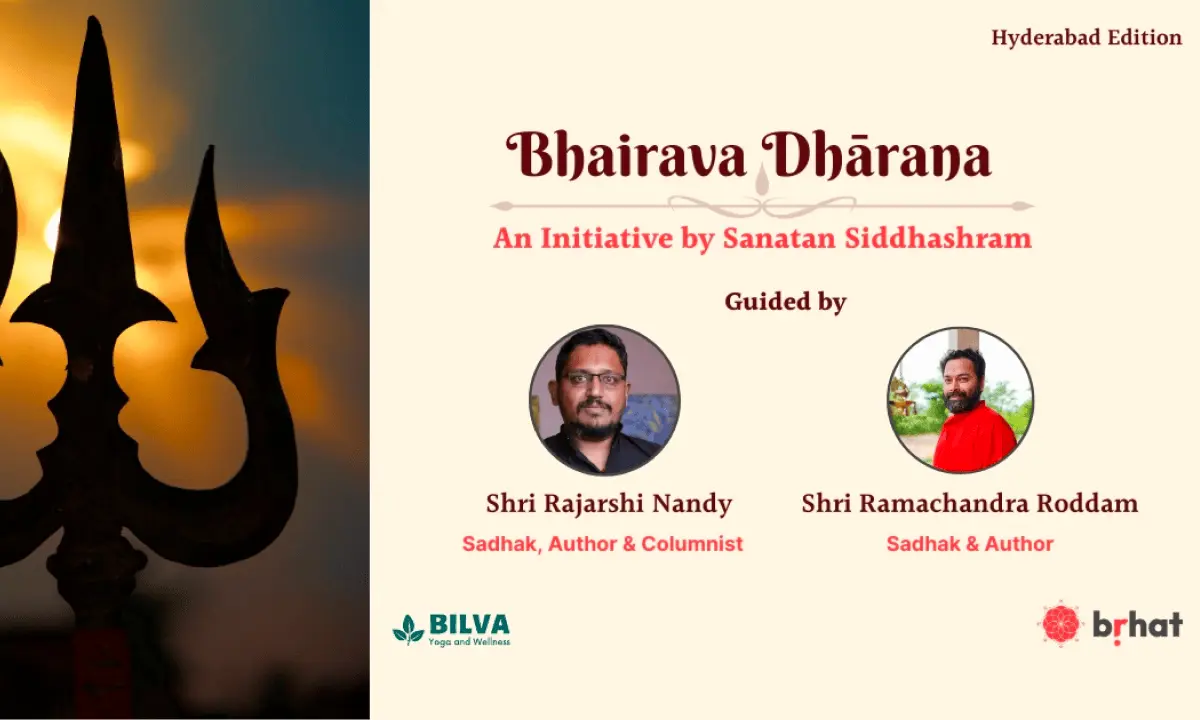 Hyderabad Edition
Bhairava Dhārana
An Initiative by Sanatan Siddhashram
Guided by
Shri Rajarshi Nandy
Sadhak, Author & Columnist
Shri Ramachandra Roddam
Sadhak & Author
BILVA
Yoga and Wellness
bṛhat